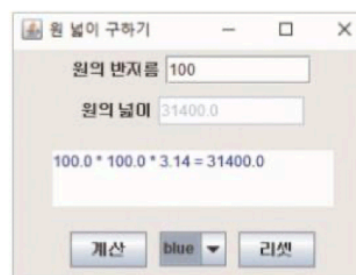 원 넓이 구하기
원의 반지름 100
원의 넓이 31400.0
100.0 * 100.0 * 3.14 = 31400.0
계산 blue 리셋